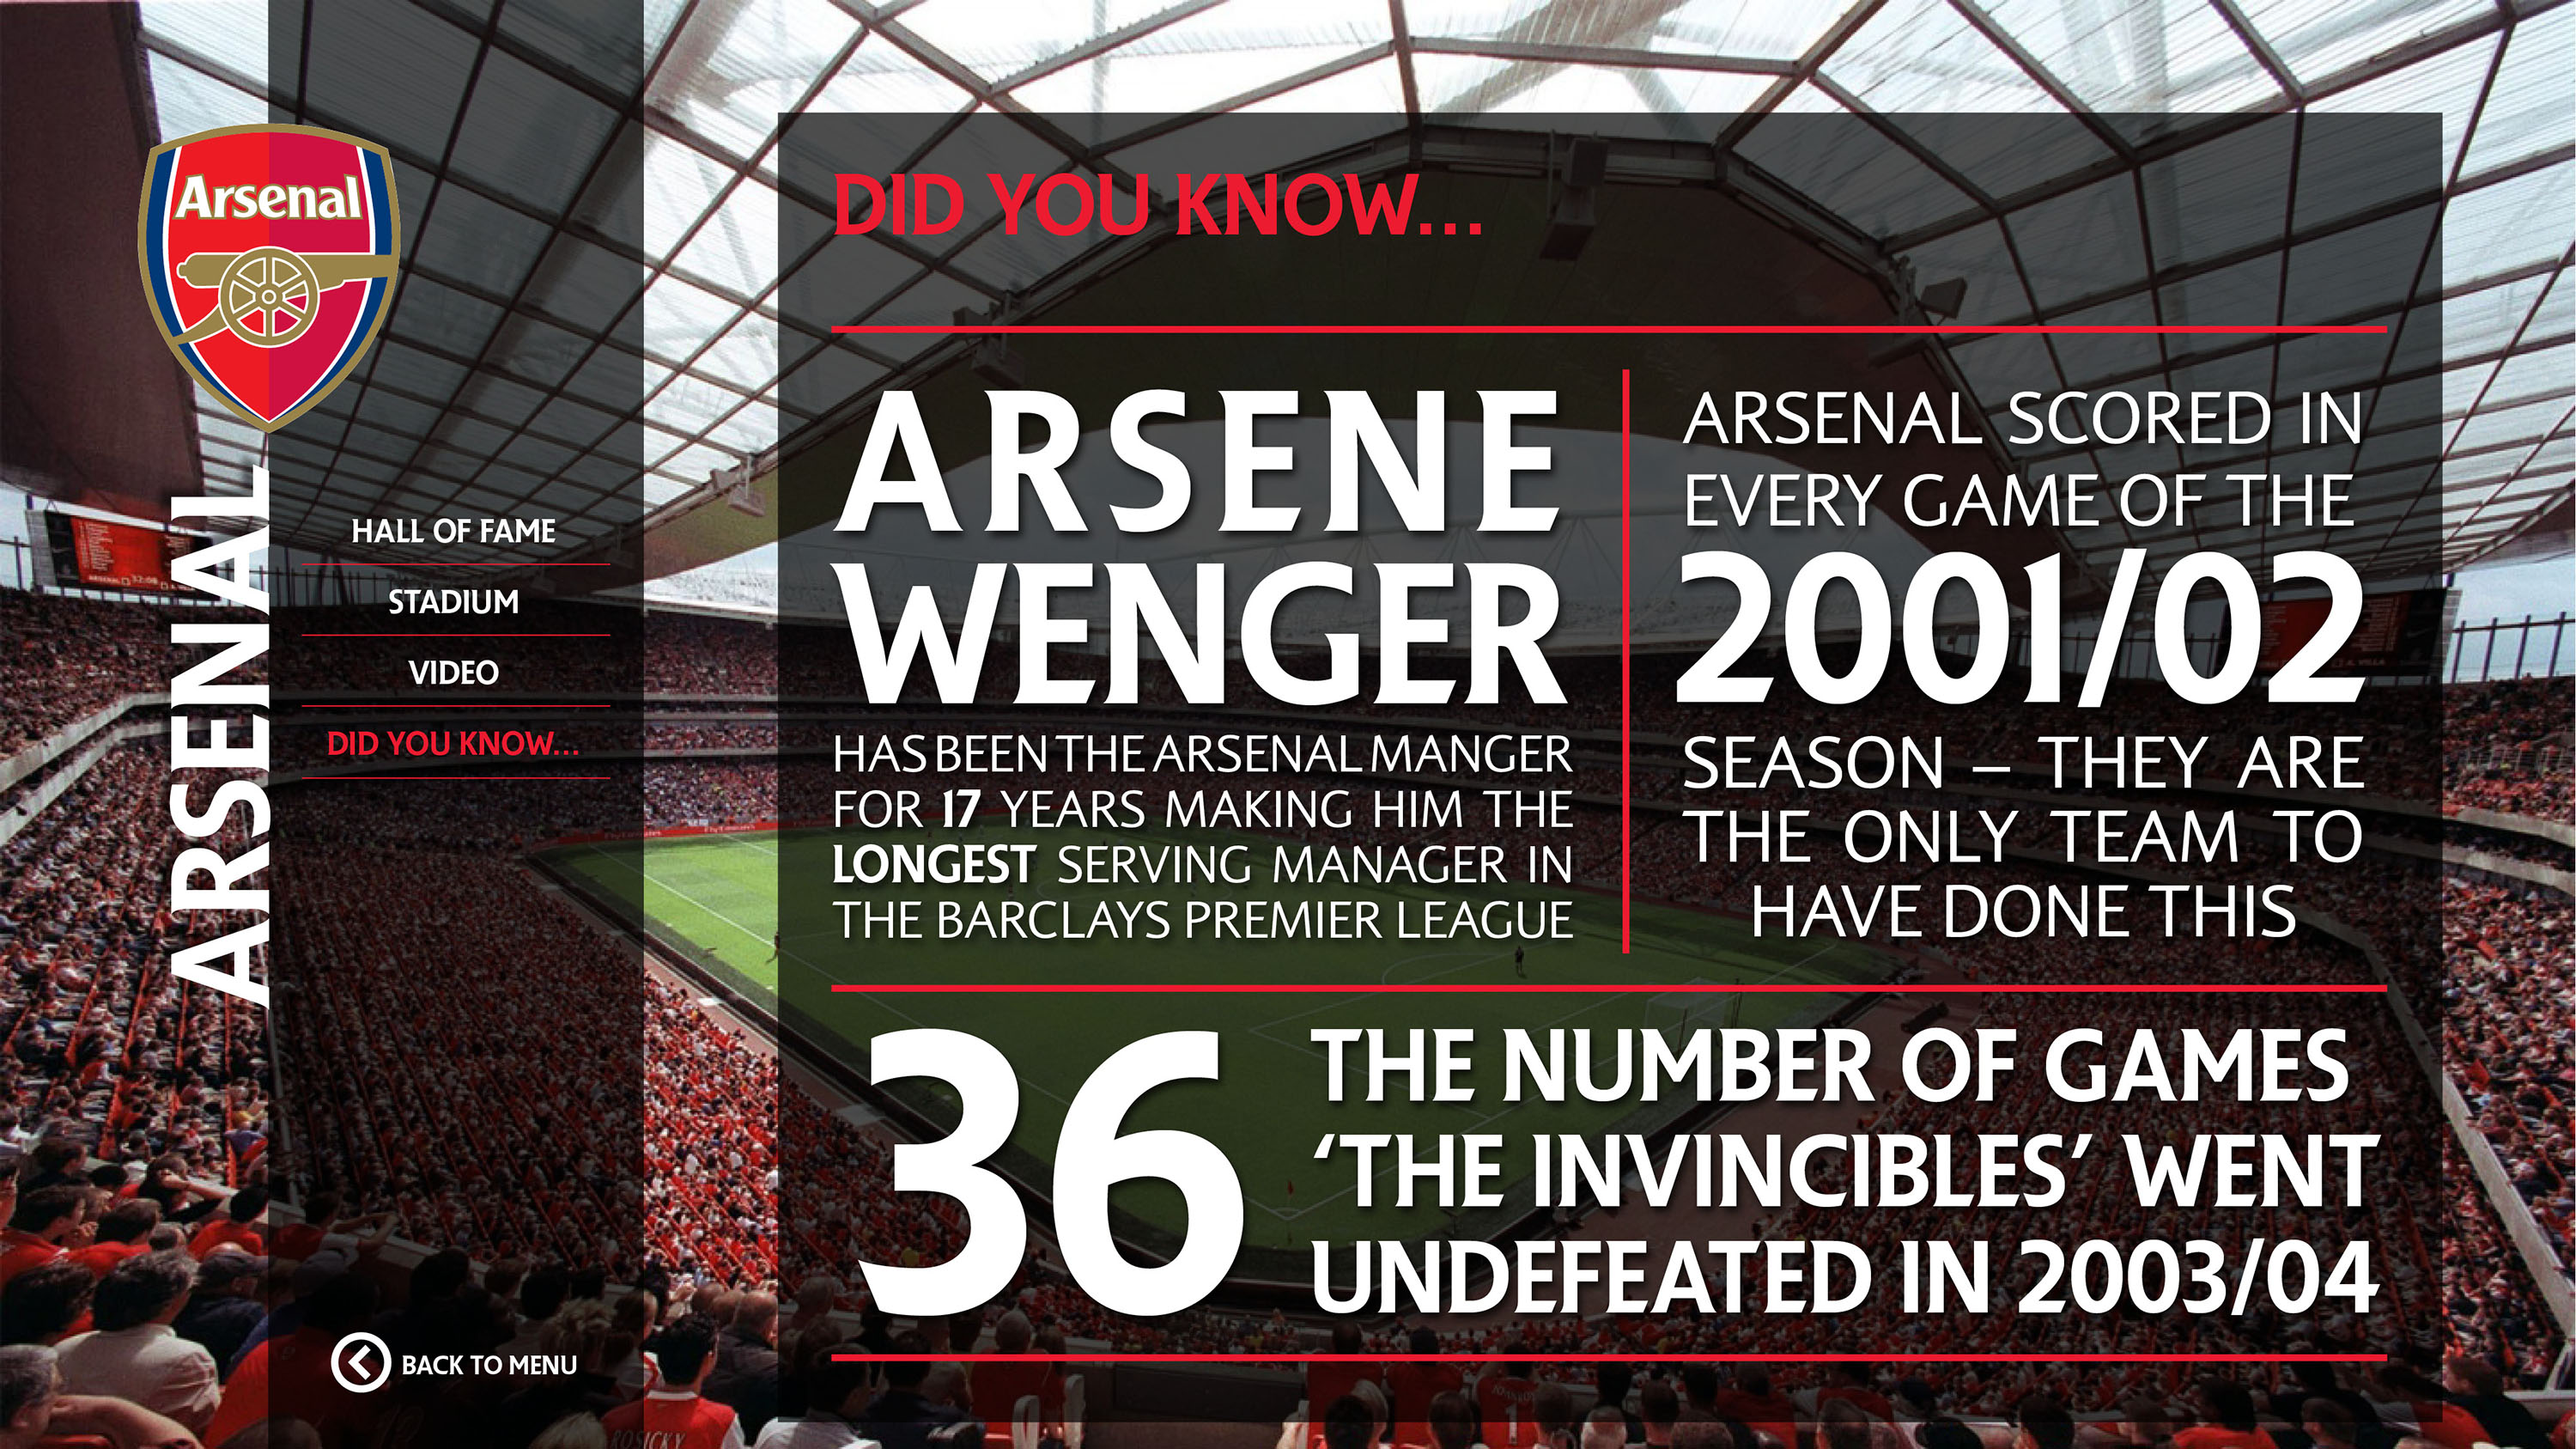 Arsenal
ARSENAL
HALL OF FAME
STADIUM
VIDEO
DID YOU KNOW...
BACK TO MENU
DID YOU KNOW...
ARSENE
WENGER
HAS BEEN THE ARSENAL MANGER
FOR 17 YEARS MAKING HIM THE
LONGEST SERVING MANAGER IN
THE BARCLAYS PREMIER LEAGUE
ARSENAL SCORED IN
EVERY GAME OF THE
2001/02
SEASON – THEY ARE
THE ONLY TEAM TO
HAVE DONE THIS
36
THE NUMBER OF GAMES
‘THE INVINCIBLES’ WENT
UNDEFEATED IN 2003/04
ROSICKY